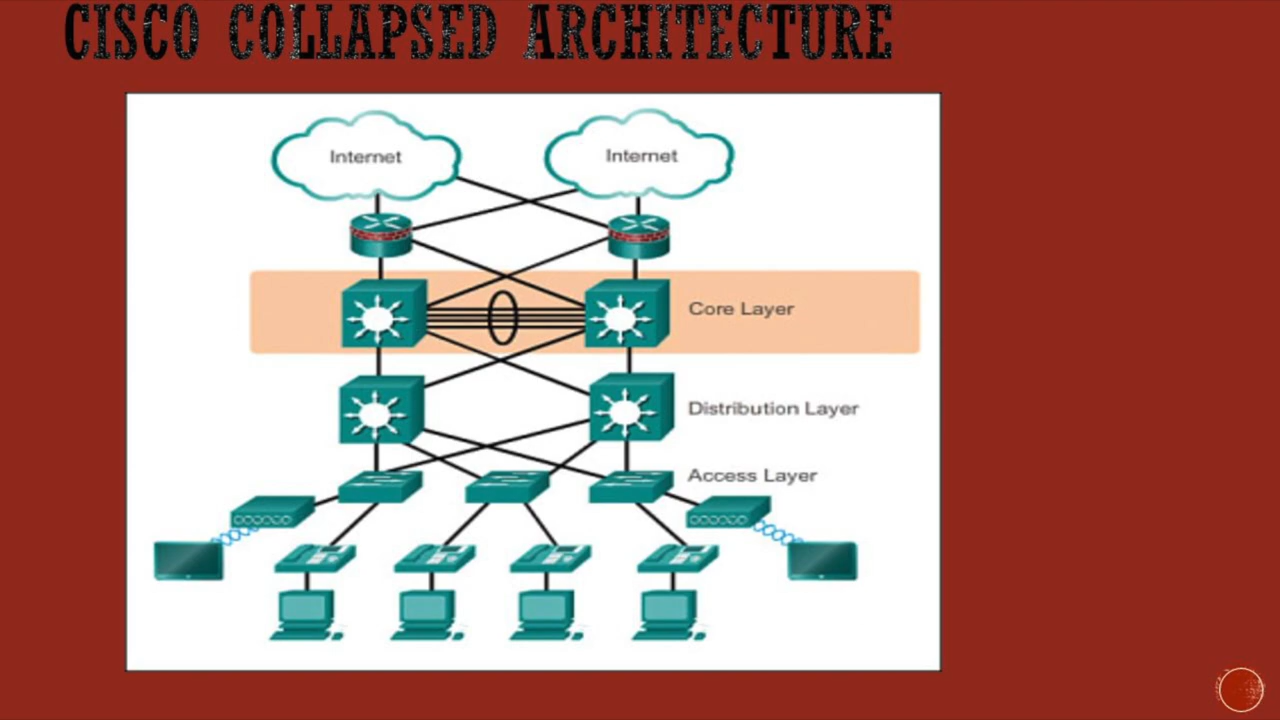 CISCO COLLAPSED ARCHITECTURE
Internet
Internet
Core Layer
Distribution Layer
Access Layer